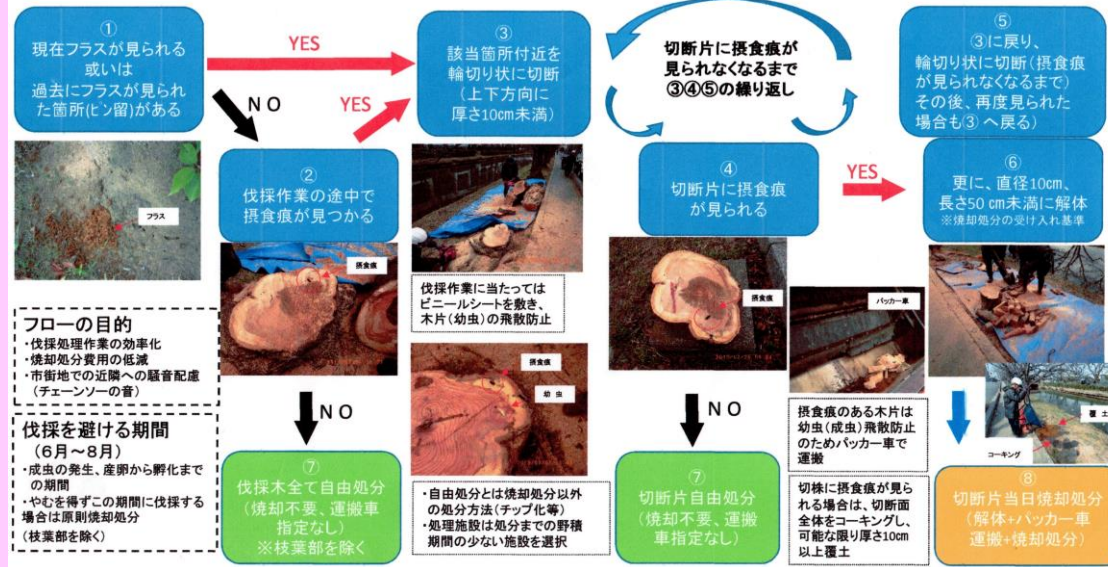 ①
現在フラスが見られる
或いは
過去にフラスが見られ
た箇所(ピン留)がある
YES
NO
YES
フラス
②
伐採作業の途中で
摂食痕が見つかる
摂食痕
NO
⑦
伐採木全て自由処分
(焼却不要、運搬車
指定なし)
※枝葉部を除く
フローの目的
・伐採処理作業の効率化
・焼却処分費用の低減
・市街地での近隣への騒音配慮
(チェーンソーの音)
伐採を避ける期間
(6月～8月)
・成虫の発生、産卵から孵化まで
の期間
・やむを得ずこの期間に伐採する
場合は原則焼却処分
(枝葉部を除く)
③
該当箇所付近を
輪切り状に切断
(上下方向に
厚さ10cm未満)
伐採作業に当たっては
ビニールシートを敷き、
木片(幼虫)の飛散防止
摂食痕
幼虫
・自由処分とは焼却処分以外
の処分方法(チップ化等)
・処理施設は処分までの野積
期間の少ない施設を選択
切断片に摂食痕が
見られなくなるまで
③④⑤の繰り返し
④
切断片に摂食痕
が見られる
YES
摂食痕
NO
⑦
切断片自由処分
(焼却不要、運搬
車指定なし)
パッカー車
摂食痕のある木片は
幼虫(成虫)飛散防止
のためパッカー車で
運搬
切株に摂食痕が見ら
れる場合は、切断面
全体をコーキングし、
可能な限り厚さ10cm
以上覆土
⑤
③に戻り、
輪切り状に切断(摂食痕
が見られなくなるまで)
その後、再度見られた
場合も③へ戻る)
⑥
更に、直径10cm、
長さ50cm未満に解体
※焼却処分の受け入れ基準
覆土
コーキング
⑧
切断片当日焼却処分
(解体+パッカー車
運搬+焼却処分)